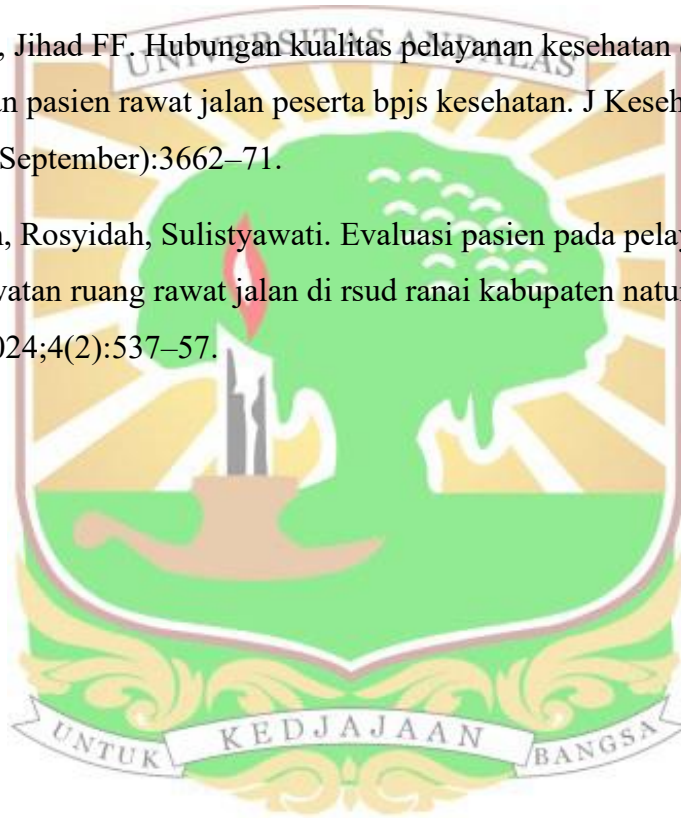 , Jihad FF. Hubungan kualitas pelayanan kesehatan
UNIVERSITAS ANDALAS
an pasien rawat jalan peserta bpjs kesehatan. J Keseh
September):3662–71.
, Rosyidah, Sulistyawati. Evaluasi pasien pada pelay
watan ruang rawat jalan di rsud ranai kabupaten natu
024;4(2):537–57.
UNTUK KEDJAJAAN BANGSA